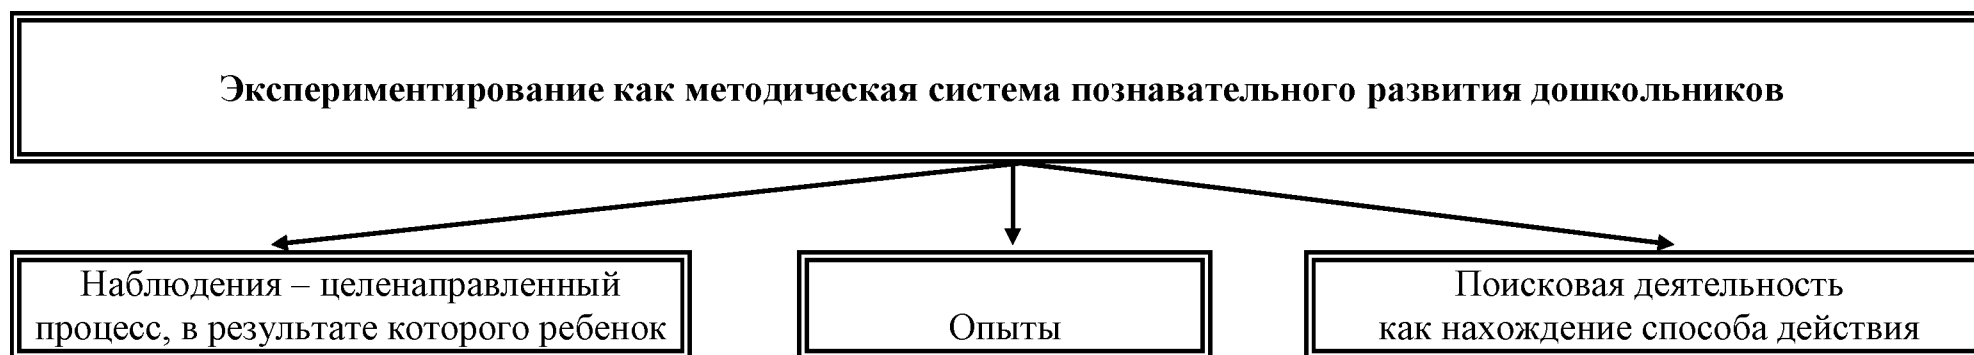 Экспериментирование как методическая система познавательного развития дошкольников
Наблюдения – целенаправленный
процесс, в результате которого ребенок
Опыты
Поисковая деятельность
как нахождение способа действия